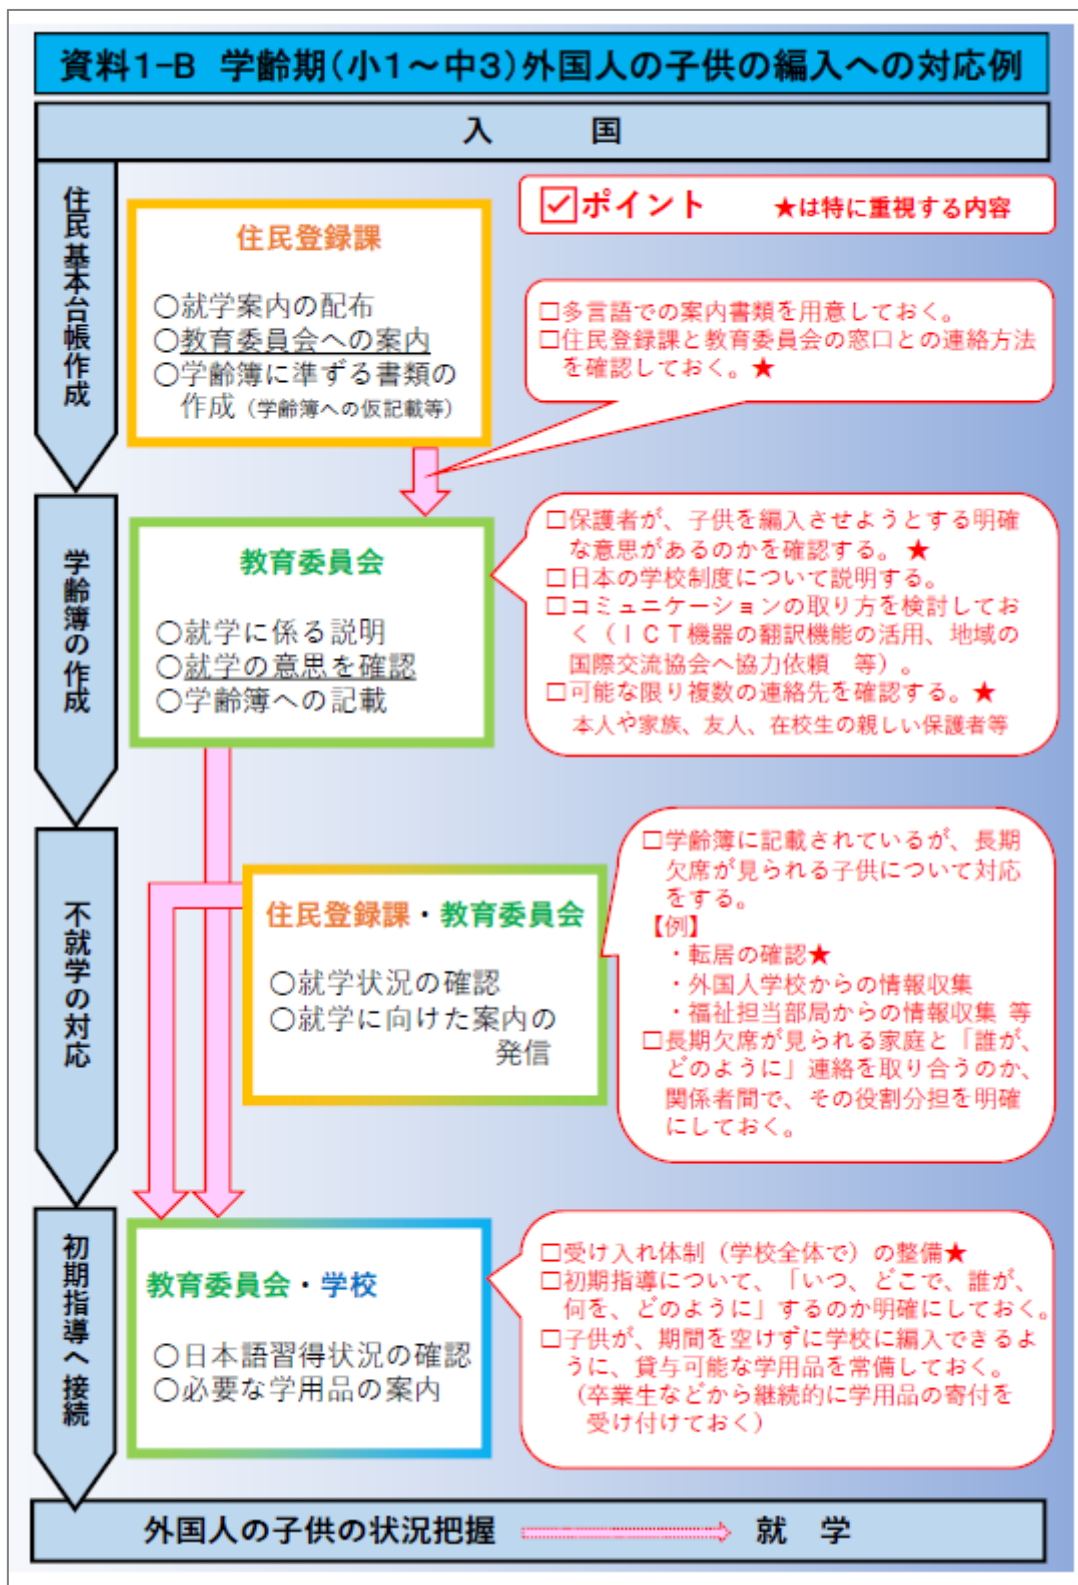 資料1-B 学齢期（小1～中3）外国人の子供の編入への対応例
入　国
住民基本台帳作成
住民登録課
○就学案内の配布
○教育委員会への案内
○学齢簿に準ずる書類の
作成（学齢簿への仮記載等）
☑ポイント　★は特に重視する内容
□多言語での案内書類を用意しておく。
□住民登録課と教育委員会の窓口との連絡方法
を確認しておく。★
学齢簿の作成
教育委員会
○就学に係る説明
○就学の意思を確認
○学齢簿への記載
□保護者が、子供を編入させようとする明確
な意思があるのかを確認する。★
□日本の学校制度について説明する。
□コミュニケーションの取り方を検討してお
く（ＩＣＴ機器の翻訳機能の活用、地域の
国際交流協会へ協力依頼　等）。
□可能な限り複数の連絡先を確認する。★
本人や家族、友人、在校生の親しい保護者等
不就学の対応
住民登録課・教育委員会
○就学状況の確認
○就学に向けた案内の
発信
□学齢簿に記載されているが、長期
欠席が見られる子供について対応
をする。
【例】
・転居の確認★
・外国人学校からの情報収集
・福祉担当部局からの情報収集 等
□長期欠席が見られる家庭と「誰が、
どのように」連絡を取り合うのか、
関係者間で、その役割分担を明確
にしておく。
初期指導へ接続
教育委員会・学校
○日本語習得状況の確認
○必要な学用品の案内
□受け入れ体制（学校全体で）の整備★
□初期指導について、「いつ、どこで、誰が、
何を、どのように」するのか明確にしておく。
□子供が、期間を空けずに学校に編入できるよ
うに、貸与可能な学用品を常備しておく。
（卒業生などから継続的に学用品の寄付を
受け付けておく）
外国人の子供の状況把握　就　学